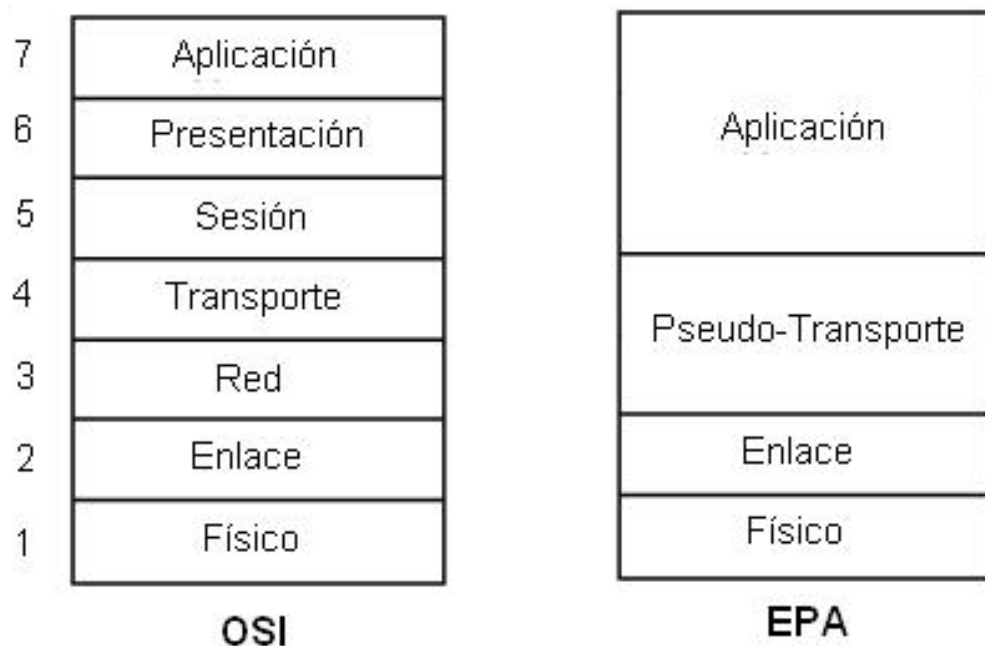 7
Aplicación
6
Presentación
5
Sesión
4
Transporte
3
Red
2
Enlace
1
Físico
OSI
Aplicación
Pseudo-Transporte
Enlace
Físico
EPA